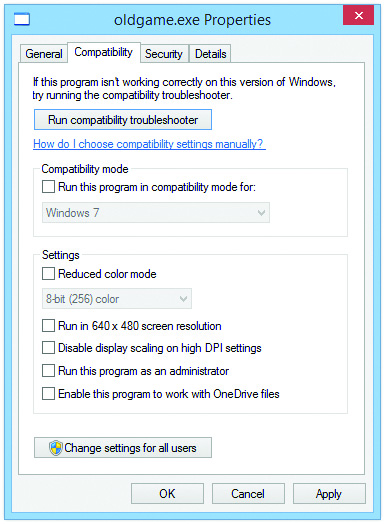 oldgame.exe Properties
General Compatibility Security Details
If this program isn't working correctly on this version of Windows,
try running the compatibility troubleshooter.
Run compatibility troubleshooter
How do I choose compatibility settings manually?
Compatibility mode
Run this program in compatibility mode for:
Windows 7
Settings
Reduced color mode
8-bit (256) color
Run in 640 x 480 screen resolution
Disable display scaling on high DPI settings
Run this program as an administrator
Enable this program to work with OneDrive files
Change settings for all users
OK Cancel Apply